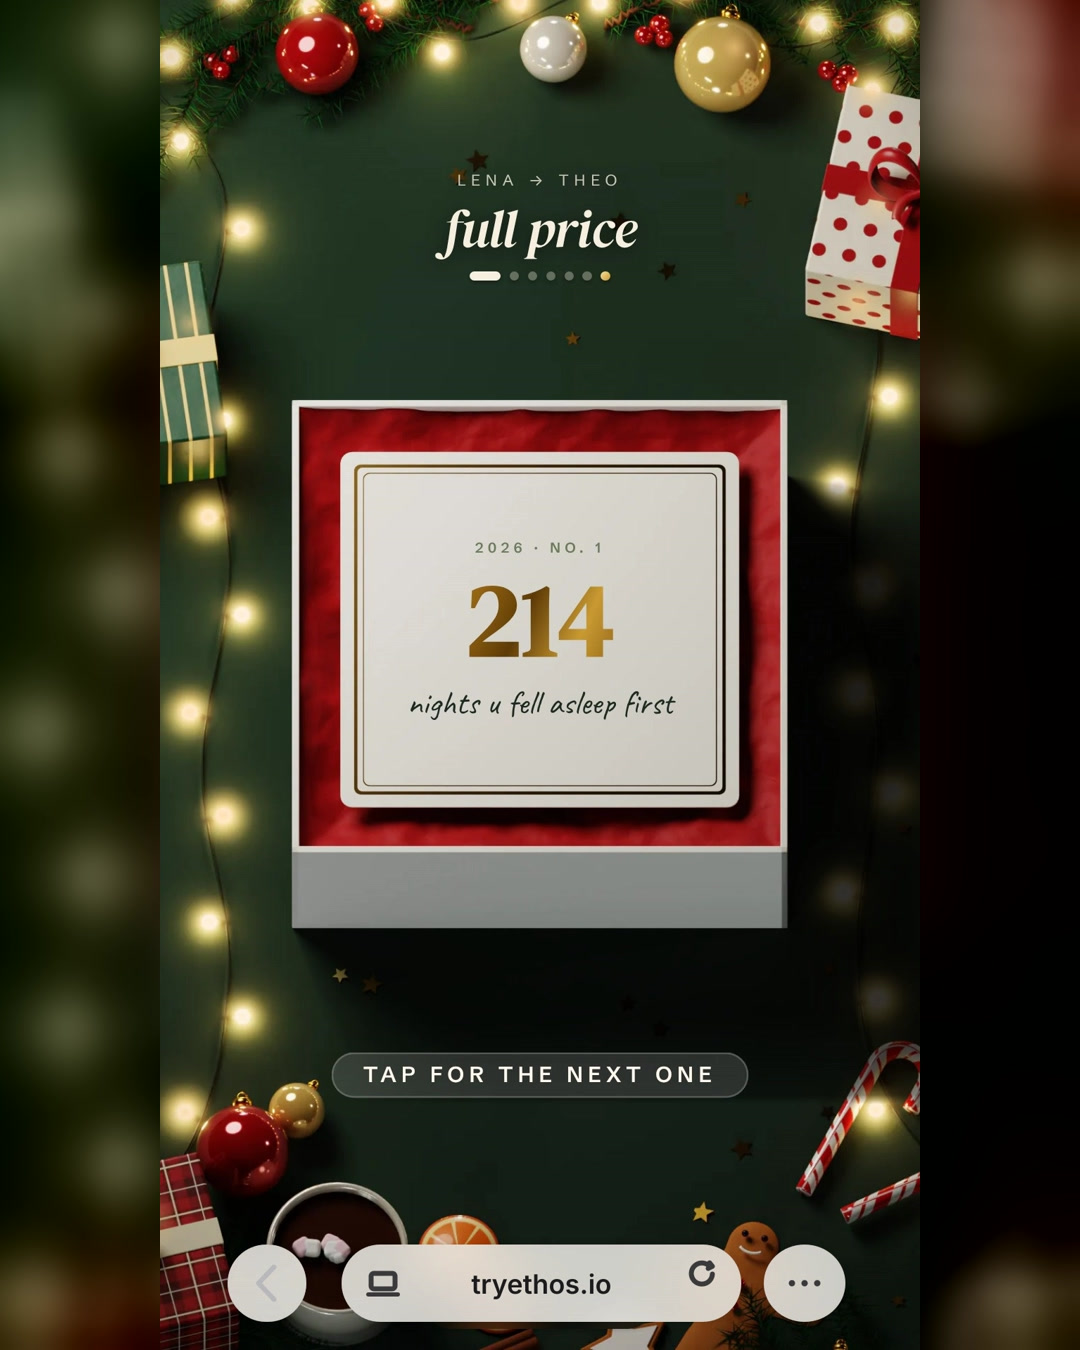 LENA → THEO
full price
2026 · NO. 1
214
nights u fell asleep first
TAP FOR THE NEXT ONE
tryethos.io